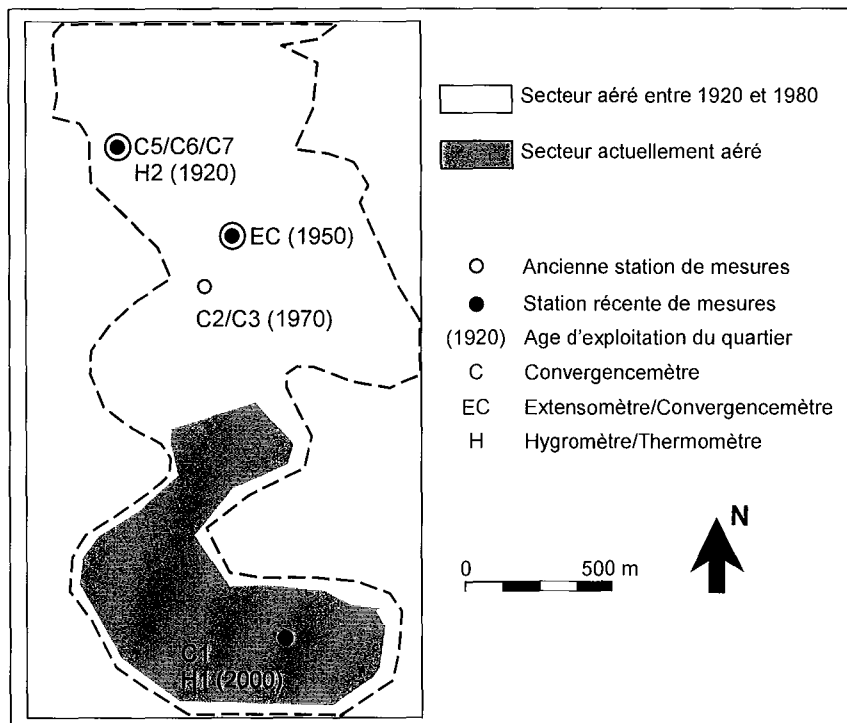 C5/C6/C7
H2 (1920)
EC (1950)
C2/C3 (1970)
C1
H1 (2000)
Secteur aéré entre 1920 et 1980
Secteur actuellement aéré
Ancienne station de mesures
Station récente de mesures
(1920) Age d'exploitation du quartier
C Convergencemètre
EC Extensomètre/Convergencemètre
H Hygromètre/Thermomètre
0 500 m
N